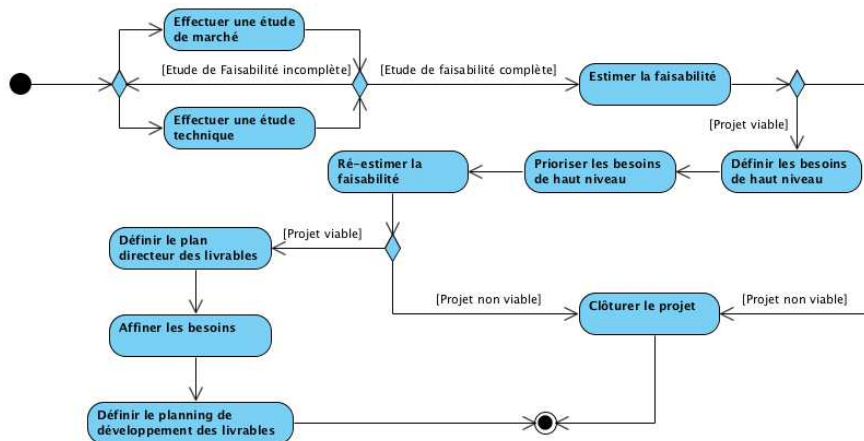 Effectuer une étude
de marché
[Etude de Faisabilité incomplète]
[Etude de faisabilité complète]
Estimer la faisabilité
Effectuer une étude
technique
[Projet viable]
Ré-estimer la
faisabilité
Prioriser les besoins
de haut niveau
Définir les besoins
de haut niveau
Définir le plan
directeur des livrables
[Projet viable]
[Projet non viable]
Clôturer le projet
[Projet non viable]
Affiner les besoins
Définir le planning de
développement des livrables